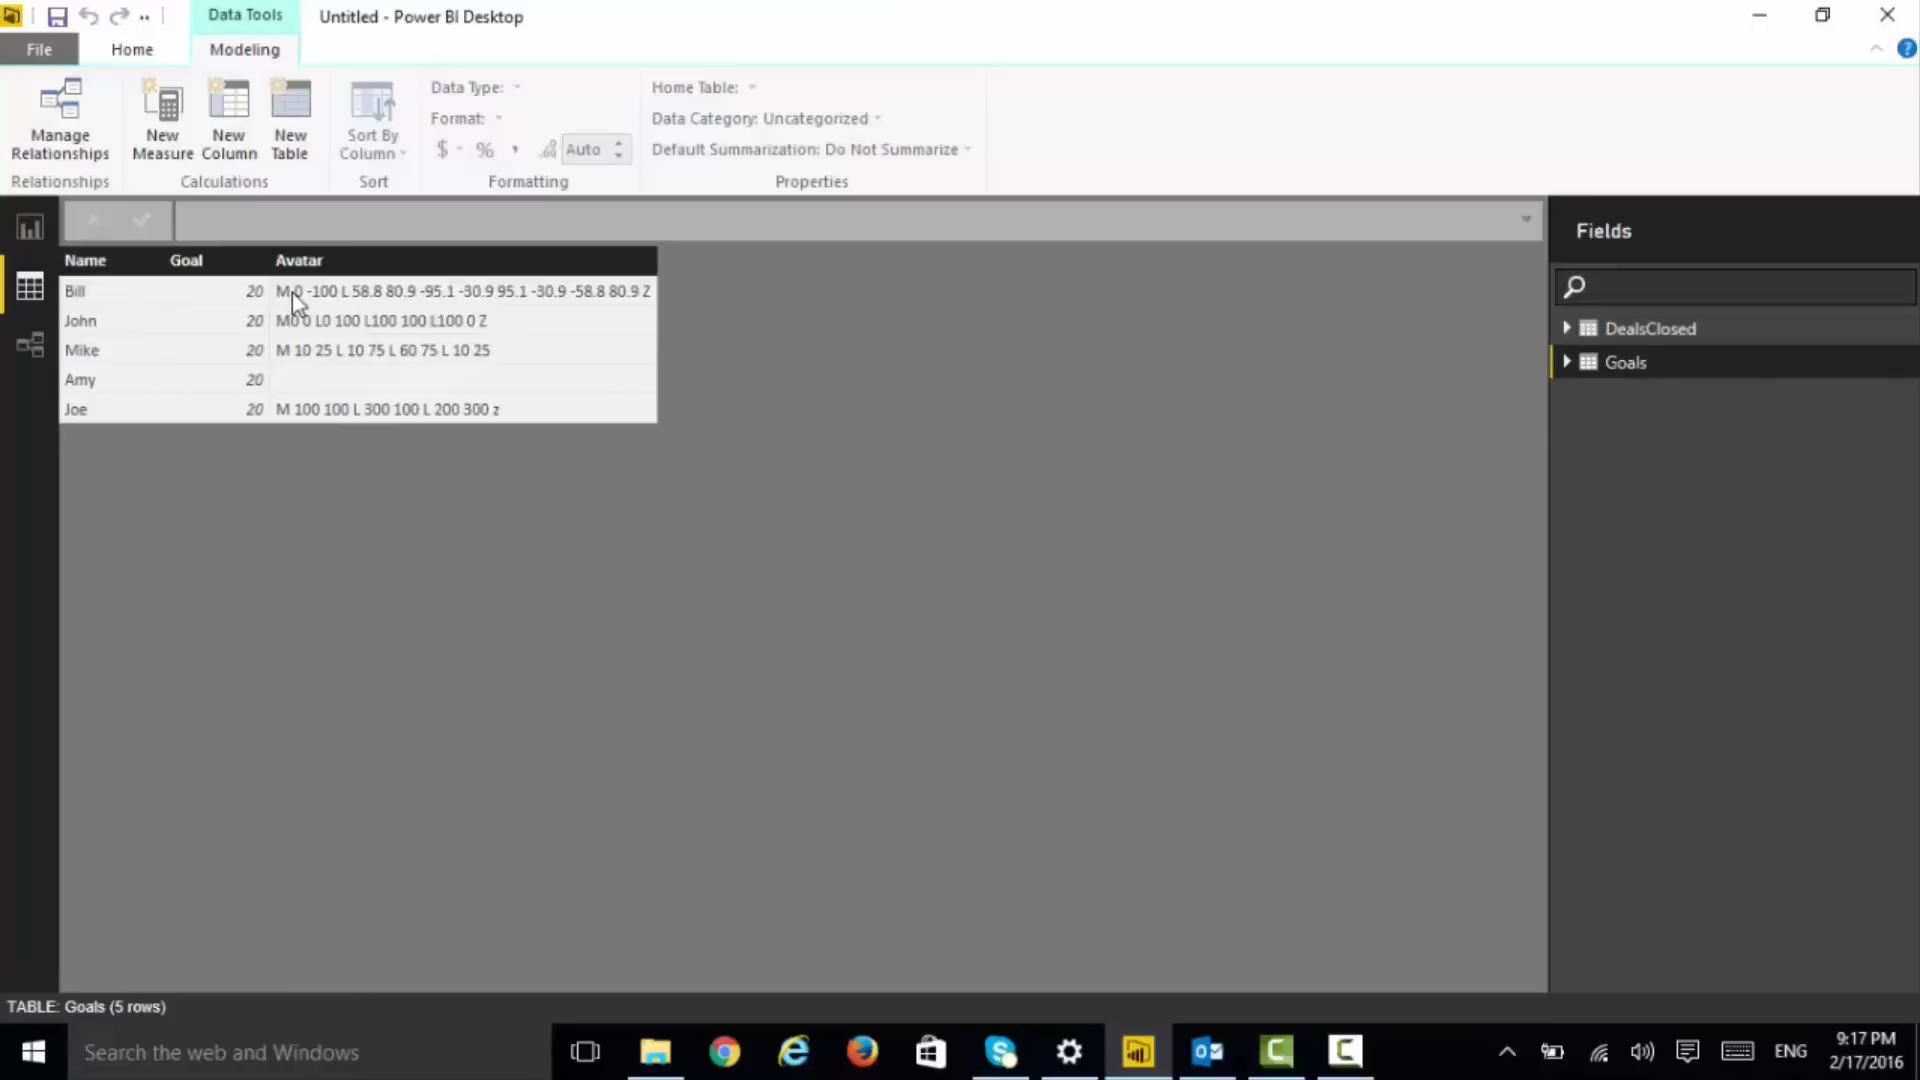 Data Tools
Untitled - Power BI Desktop
File
Home
Modeling
Manage Relationships
New Measure
New Column
New Table
Sort By Column
Data Type:
Format:
$ % , Auto
Home Table:
Data Category: Uncategorized
Default Summarization: Do Not Summarize
Relationships
Calculations
Sort
Formatting
Properties
Fields
Name Goal Avatar
Bill 20 M 0 -100 L 58.8 80.9 -95.1 -30.9 95.1 -30.9 -58.8 80.9 Z
John 20 M0 0 L0 100 L100 100 L100 0 Z
Mike 20 M 10 25 L 10 75 L 60 75 L 10 25
Amy 20
Joe 20 M 100 100 L 300 100 L 200 300 z
DealsClosed
Goals
TABLE: Goals (5 rows)
Search the web and Windows
ENG
9:17 PM
2/17/2016